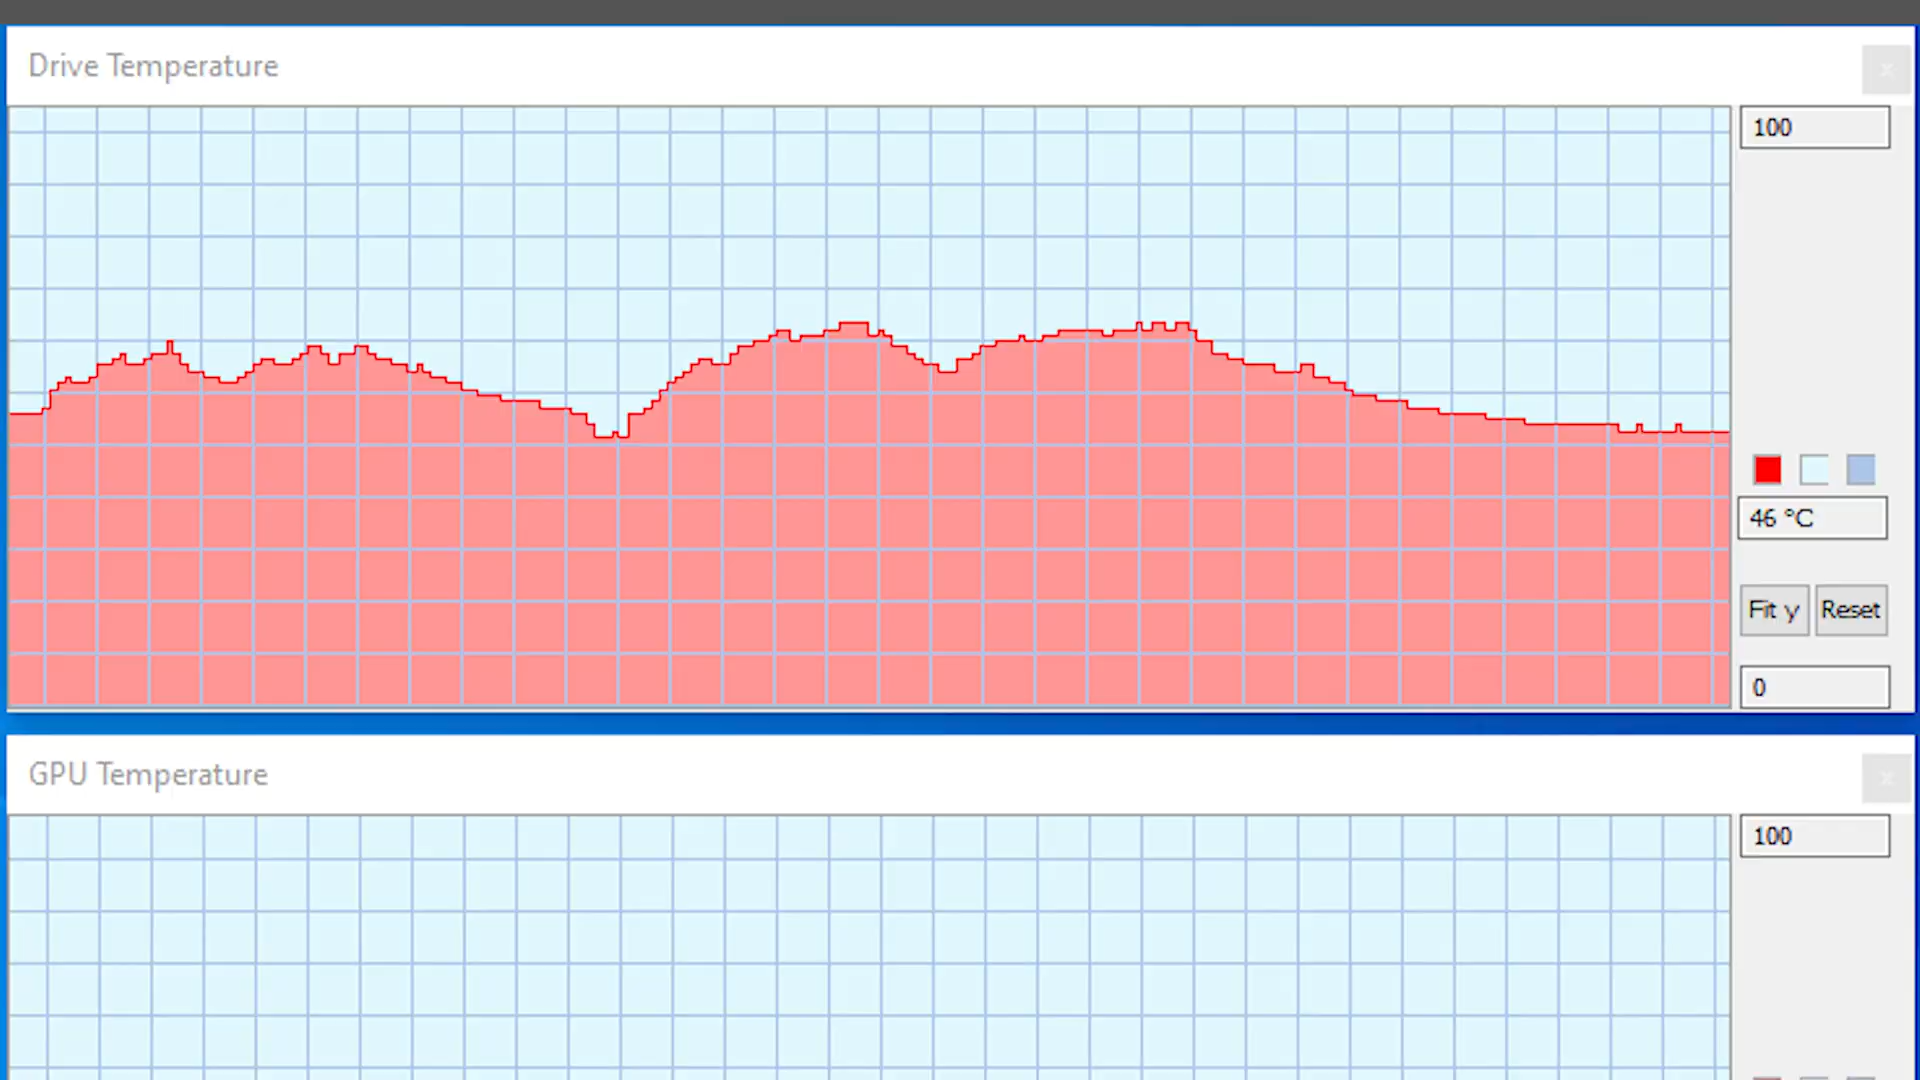 Drive Temperature
x
100
46 °C
Fit y Reset
0
GPU Temperature
x
100